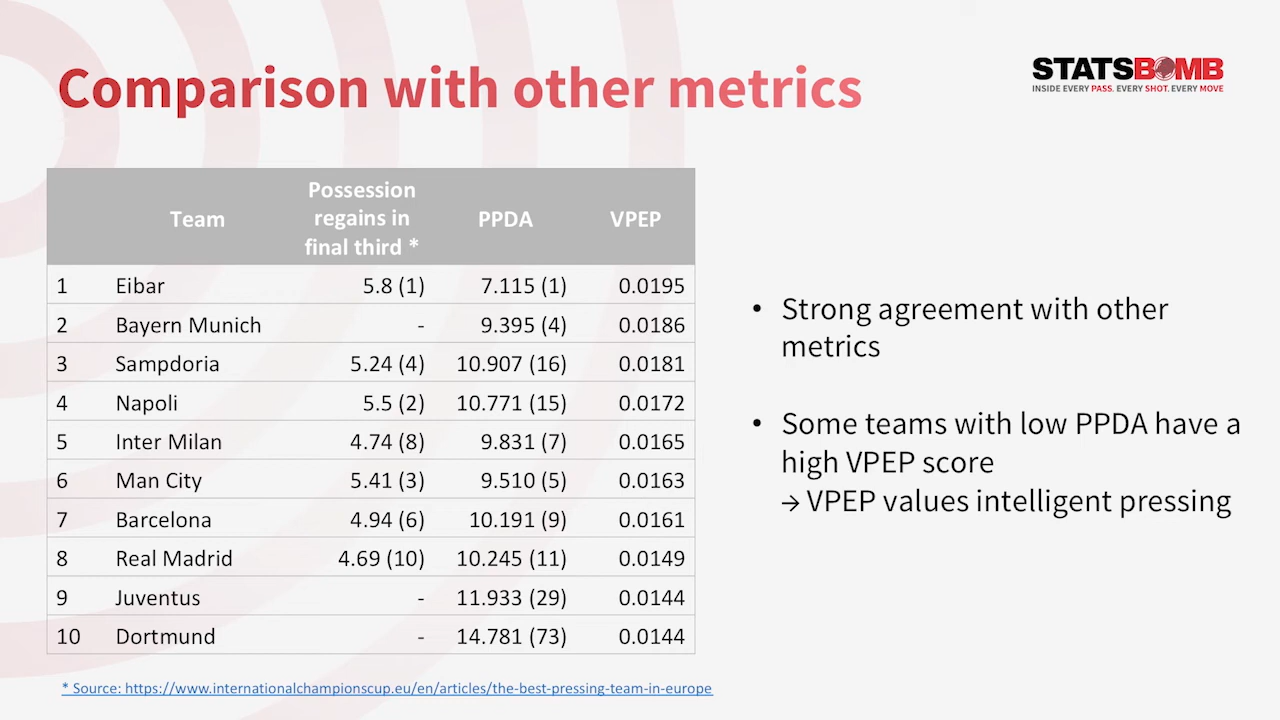 Comparison with other metrics
STATSBOMB
INSIDE EVERY PASS. EVERY SHOT. EVERY MOVE
Team Possession regains in final third * PPDA VPEP
1 Eibar 5.8 (1) 7.115 (1) 0.0195
2 Bayern Munich - 9.395 (4) 0.0186
3 Sampdoria 5.24 (4) 10.907 (16) 0.0181
4 Napoli 5.5 (2) 10.771 (15) 0.0172
5 Inter Milan 4.74 (8) 9.831 (7) 0.0165
6 Man City 5.41 (3) 9.510 (5) 0.0163
7 Barcelona 4.94 (6) 10.191 (9) 0.0161
8 Real Madrid 4.69 (10) 10.245 (11) 0.0149
9 Juventus - 11.933 (29) 0.0144
10 Dortmund - 14.781 (73) 0.0144
* Source: https://www.internationalchampionscup.eu/en/articles/the-best-pressing-team-in-europe
• Strong agreement with other
metrics
• Some teams with low PPDA have a
high VPEP score
→ VPEP values intelligent pressing